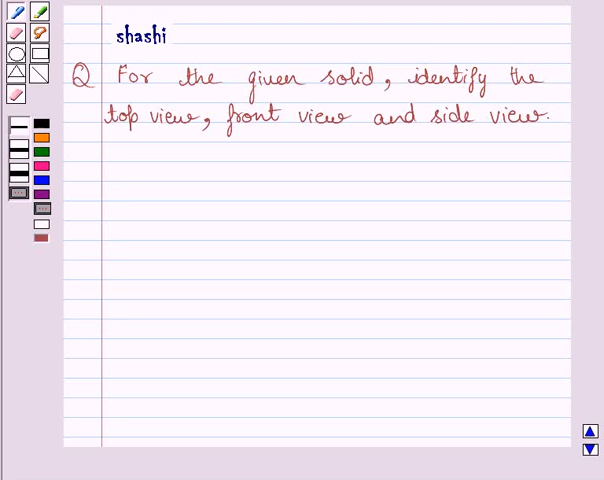 shashi
Q For the given solid, identify the
top view, front view and side view.